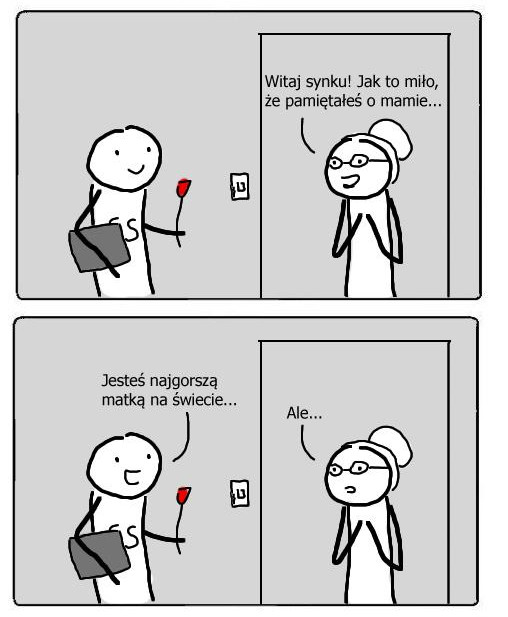 Witaj synku! Jak to miło,
że pamiętałeś o mamie...
Jesteś najgorszą
matką na świecie...
Ale...